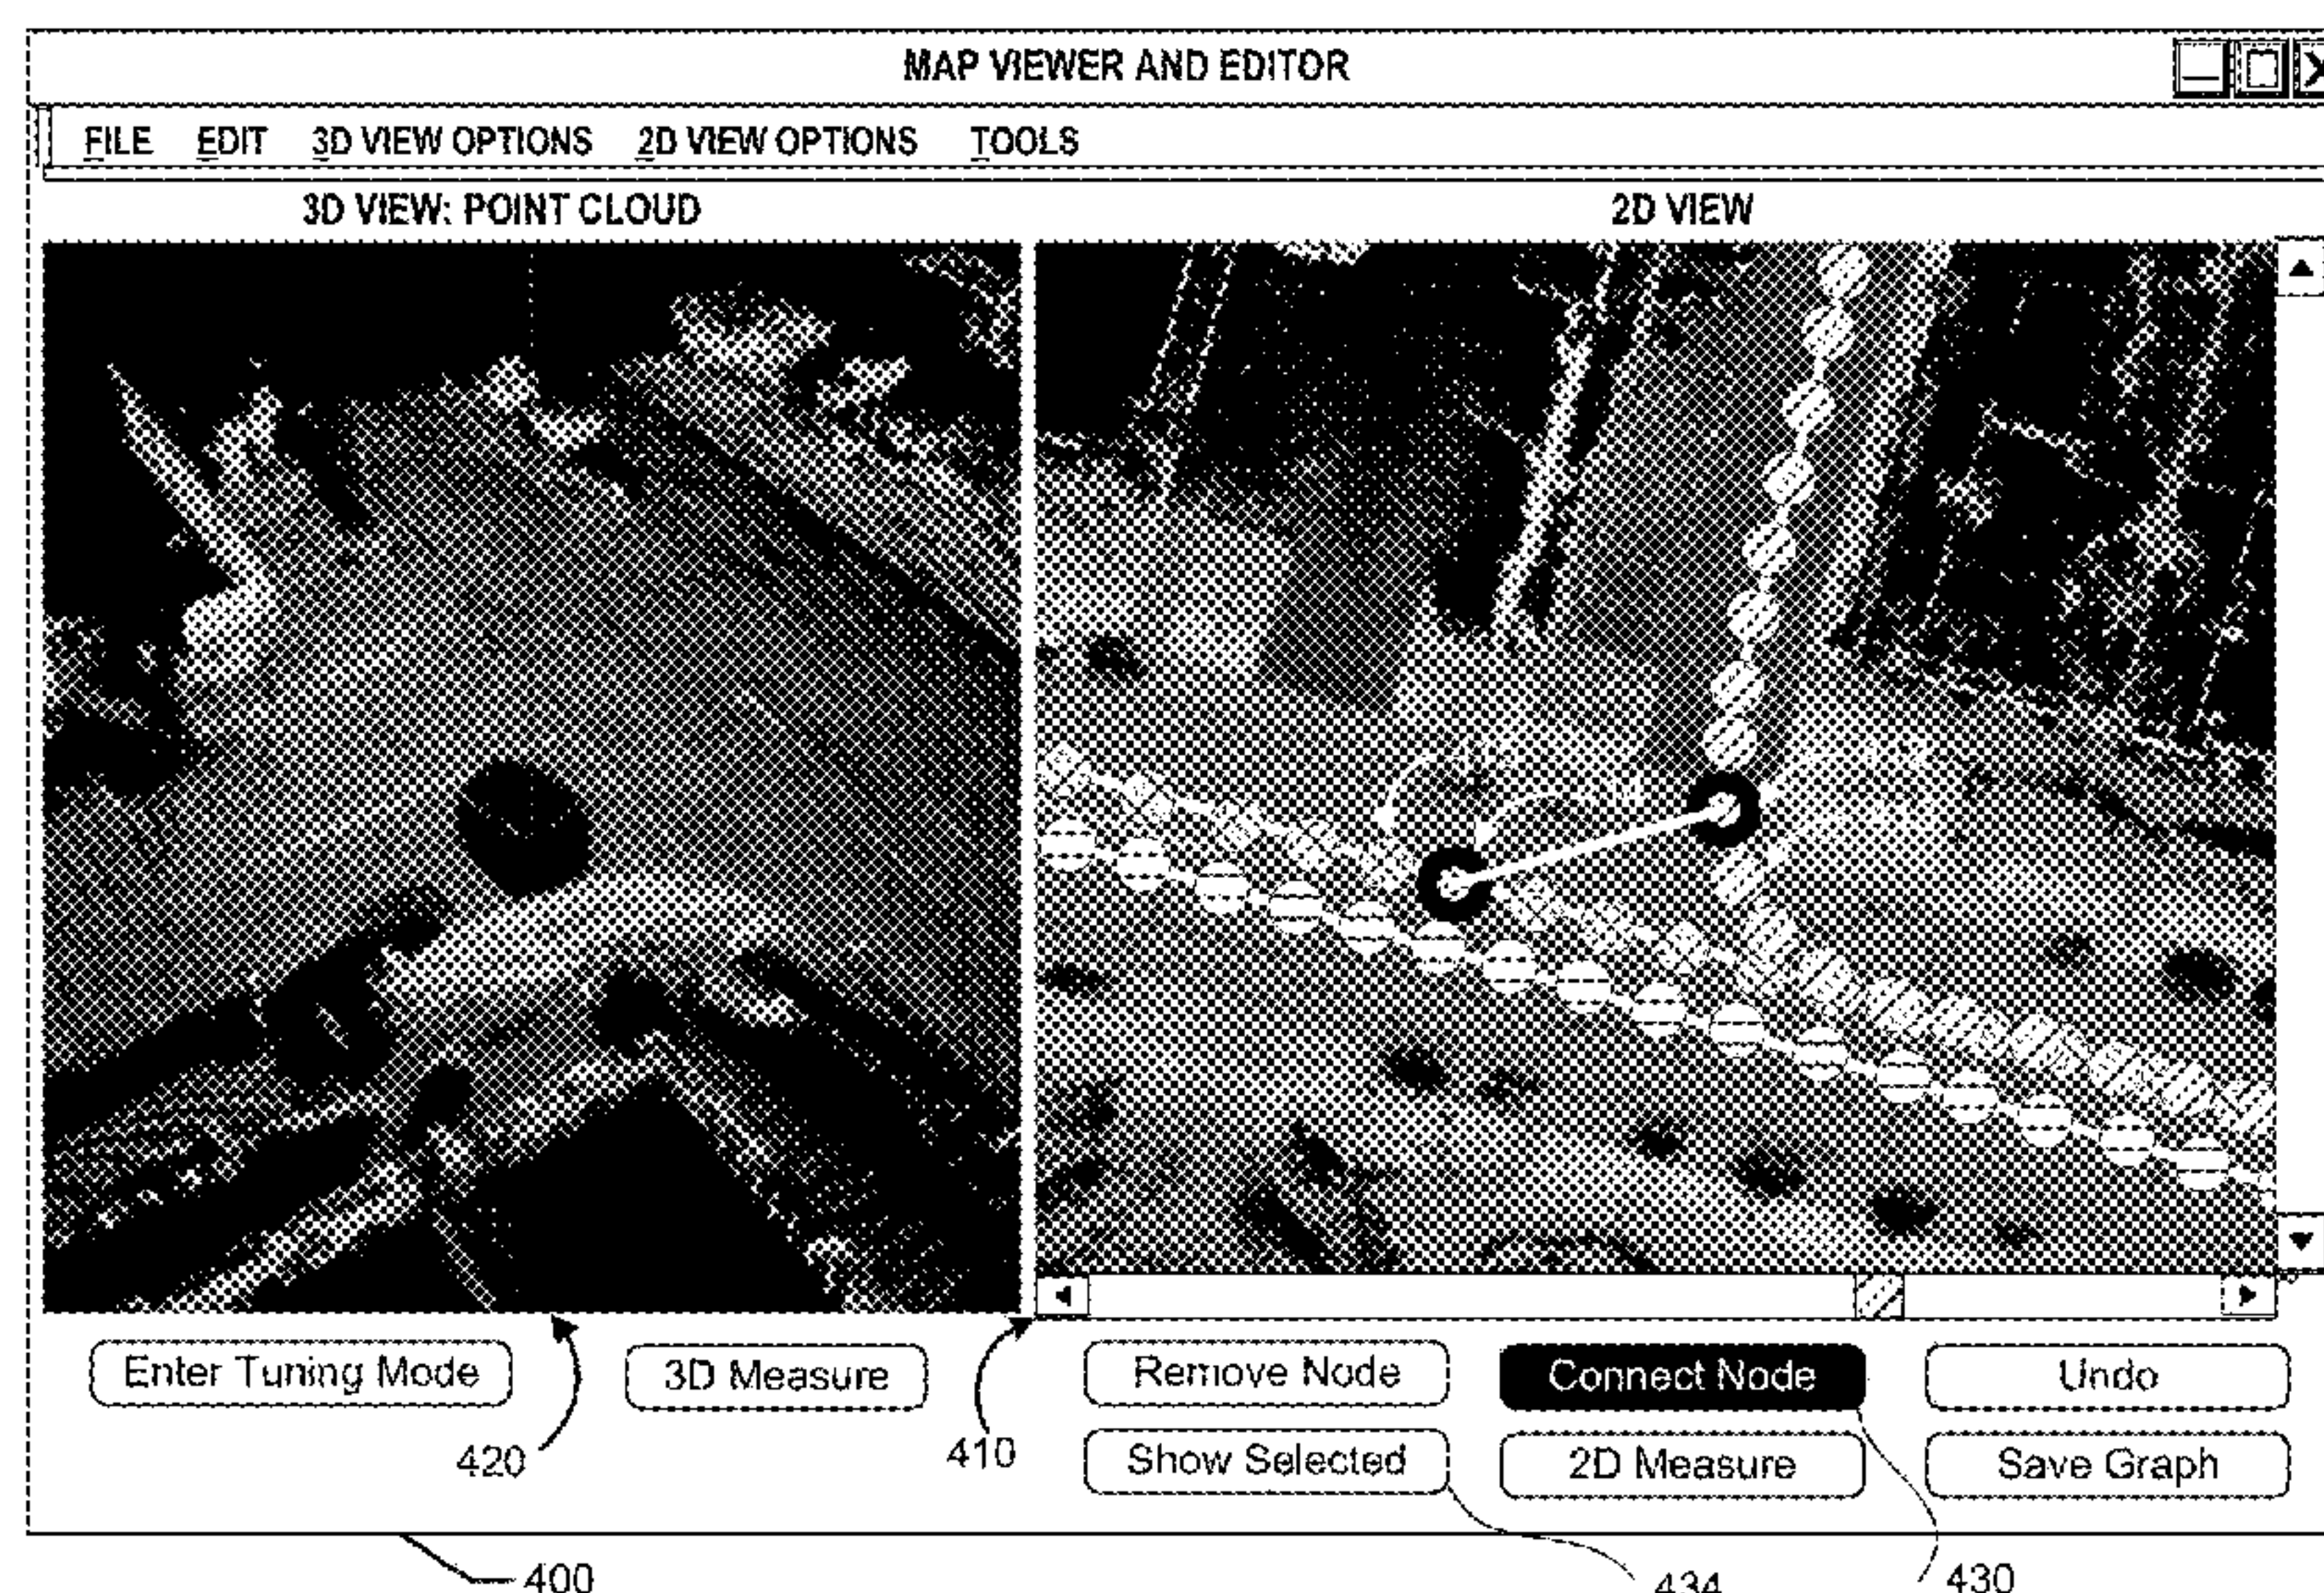 MAP VIEWER AND EDITOR
FILE EDIT 3D VIEW OPTIONS 2D VIEW OPTIONS TOOLS
3D VIEW: POINT CLOUD 2D VIEW
Enter Tuning Mode 3D Measure Remove Node Connect Node Undo
420 410 Show Selected 2D Measure Save Graph
400 434 430